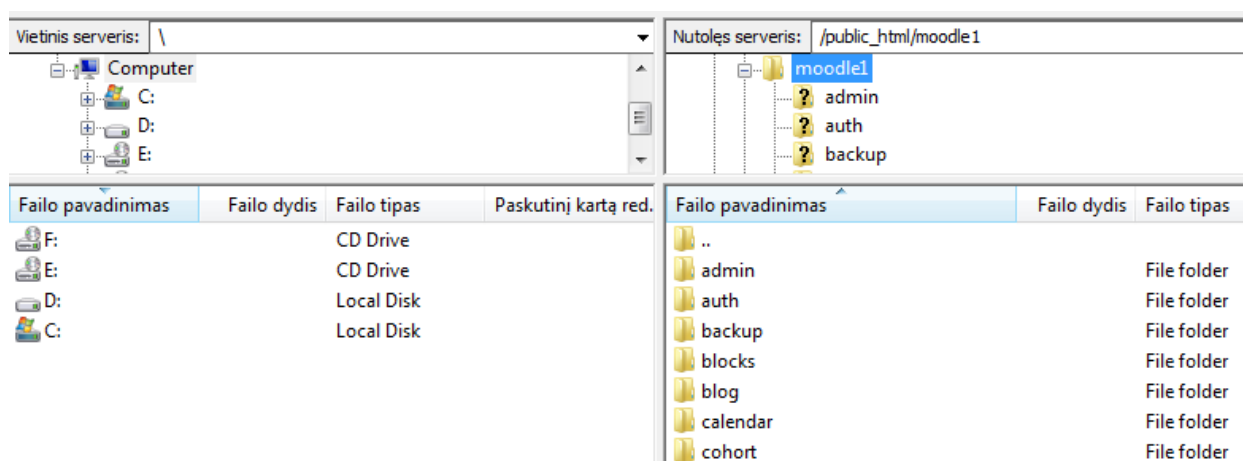 Vietinis serveris: \
Computer
C:
D:
E:
Failo pavadinimas Failo dydis Failo tipas Paskutinį kartą red.
F: CD Drive
E: CD Drive
D: Local Disk
C: Local Disk
Nutolęs serveris: /public_html/moodle1
moodle1
? admin
? auth
? backup
Failo pavadinimas Failo dydis Failo tipas
..
admin File folder
auth File folder
backup File folder
blocks File folder
blog File folder
calendar File folder
cohort File folder